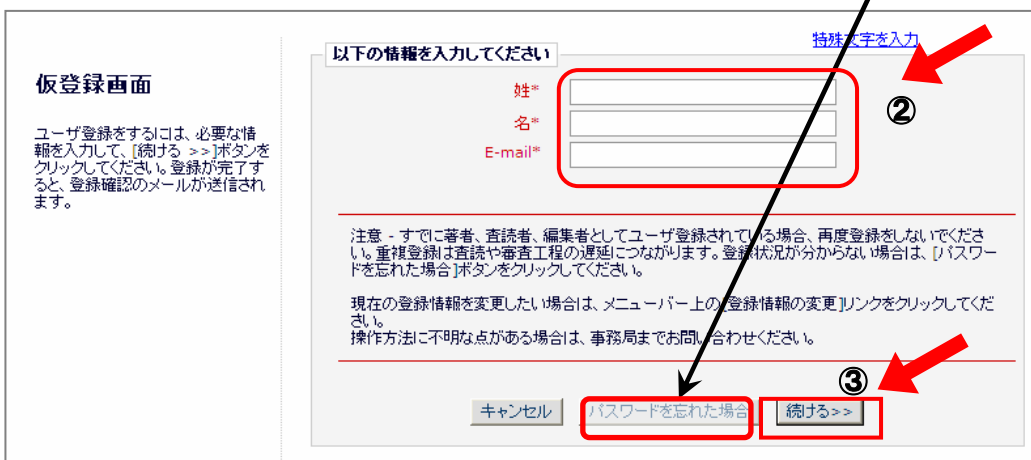 特殊文字を入力
以下の情報を入力してください
仮登録画面
ユーザ登録をするには、必要な情
報を入力して、[続ける >>]ボタンを
クリックしてください。登録が完了す
ると、登録確認のメールが送信され
ます。
姓*
名*
E-mail*
②
注意 - すでに著者、査読者、編集者としてユーザ登録されている場合、再度登録をしないでくださ
い。重複登録は査読や審査工程の遅延につながります。登録状況が分からない場合は、[パスワー
ドを忘れた場合]ボタンをクリックしてください。
現在の登録情報を変更したい場合は、メニューバー上の[登録情報の変更]リンクをクリックしてくだ
さい。
操作方法に不明な点がある場合は、事務局までお問い合わせください。
③
キャンセル
パスワードを忘れた場合
続ける>>